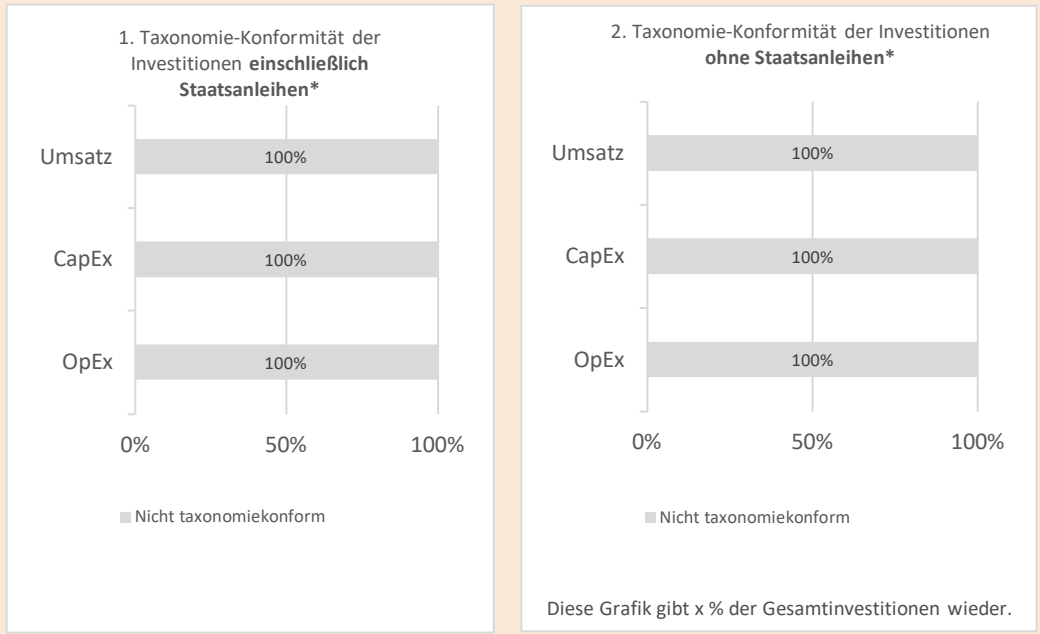 1. Taxonomie-Konformität der
Investitionen einschließlich
Staatsanleihen*
Umsatz
100%
CapEx
100%
OpEx
100%
0%
50%
100%
Nicht taxonomiekonform
2. Taxonomie-Konformität der Investitionen
ohne Staatsanleihen*
Umsatz
100%
CapEx
100%
OpEx
100%
0%
50%
100%
Nicht taxonomiekonform
Diese Grafik gibt x % der Gesamtinvestitionen wieder.